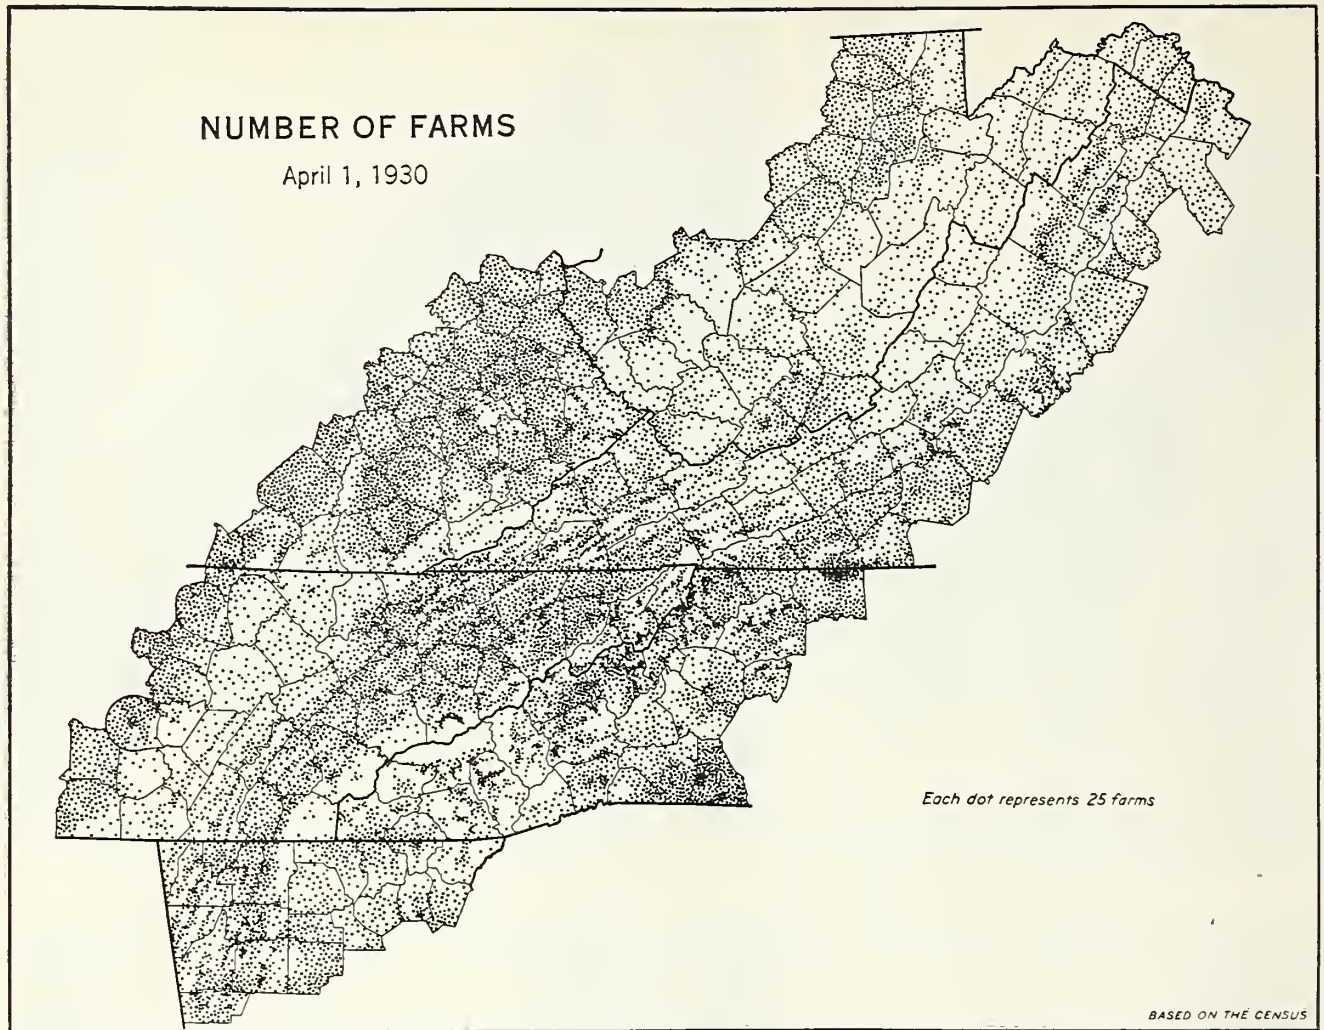 NUMBER OF FARMS
April 1, 1930
Each dot represents 25 farms
BASED ON THE CENSUS